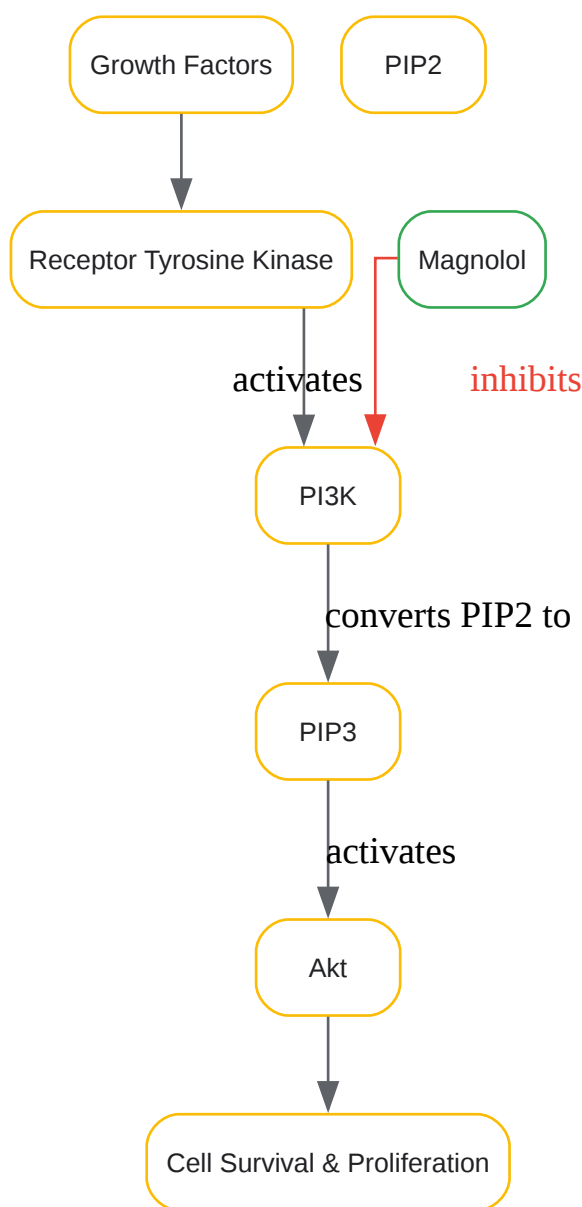 Growth Factors
PIP2
Receptor Tyrosine Kinase
Magnolol
activates
inhibits
PI3K
converts PIP2 to
PIP3
activates
Akt
Cell Survival & Proliferation